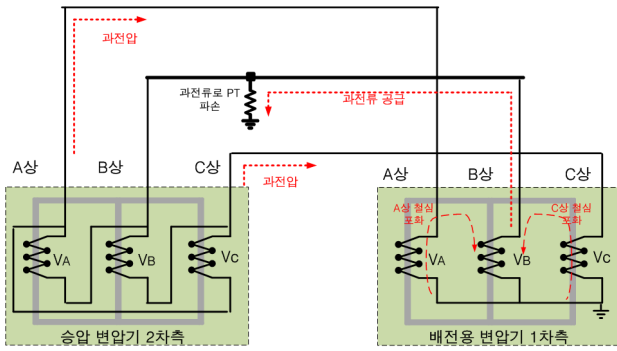 과전압
과전류로 PT
파손
과전류 공급
A상
B상
C상
과전압
A상
B상
C상
A상 철심
포화
C상 철심
포화
VA
VB
VC
VA
VB
VC
승압 변압기 2차측
배전용 변압기 1차측